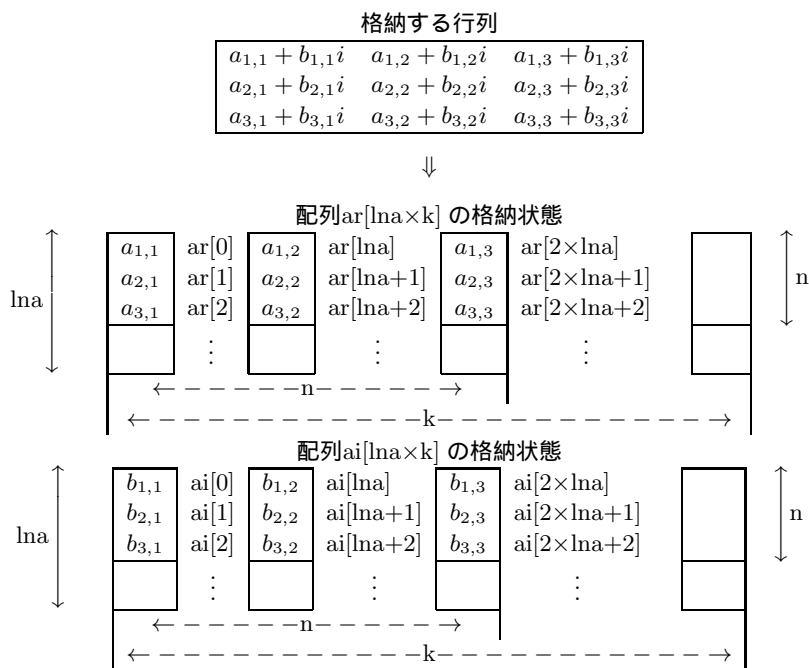 格納する行列
a1,1 + b1,1i a1,2 + b1,2i a1,3 + b1,3i
a2,1 + b2,1i a2,2 + b2,2i a2,3 + b2,3i
a3,1 + b3,1i a3,2 + b3,2i a3,3 + b3,3i
⇓
配列ar[lna×k] の格納状態
a1,1 ar[0] a1,2 ar[lna] a1,3 ar[2×lna]
a2,1 ar[1] a2,2 ar[lna+1] a2,3 ar[2×lna+1]
a3,1 ar[2] a3,2 ar[lna+2] a3,3 ar[2×lna+2]
lna
n
⋮ ⋮ ⋮
n
k
配列ai[lna×k] の格納状態
b1,1 ai[0] b1,2 ai[lna] b1,3 ai[2×lna]
b2,1 ai[1] b2,2 ai[lna+1] b2,3 ai[2×lna+1]
b3,1 ai[2] b3,2 ai[lna+2] b3,3 ai[2×lna+2]
lna
n
⋮ ⋮ ⋮
n
k